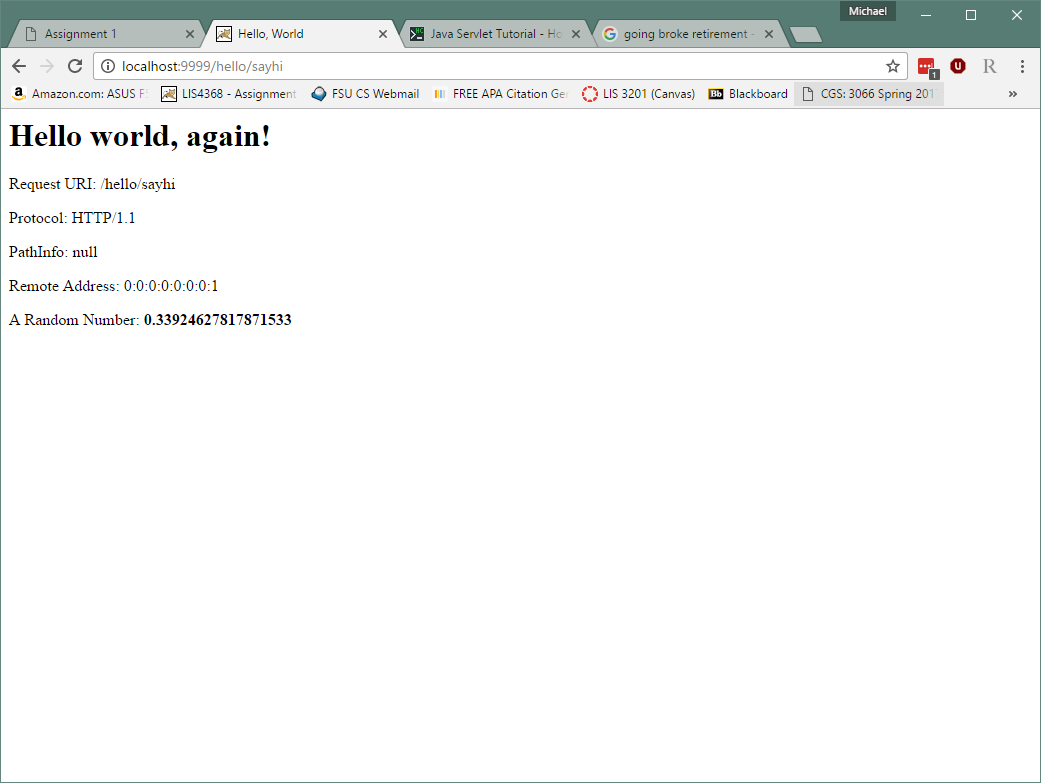 Michael
Assignment 1
Hello, World
Java Servlet Tutorial - Ho
going broke retirement -
localhost:9999/hello/sayhi
1
R
Amazon.com: ASUS F
LIS4368 - Assignment
FSU CS Webmail
FREE APA Citation Ge
LIS 3201 (Canvas)
Bb Blackboard
CGS: 3066 Spring 201
»
Hello world, again!
Request URI: /hello/sayhi
Protocol: HTTP/1.1
PathInfo: null
Remote Address: 0:0:0:0:0:0:0:1
A Random Number: 0.33924627817871533